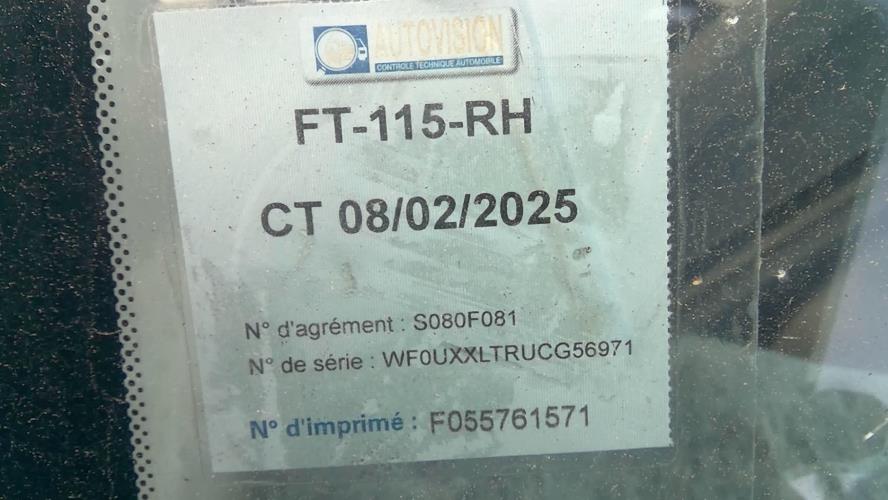 AUTOVISION
CONTROLE TECHNIQUE AUTOMOBILE
FT-115-RH
CT 08/02/2025
N° d'agrément : S080F081
N° de série : WF0UXXLTRUCG56971
N° d'imprimé : F055761571